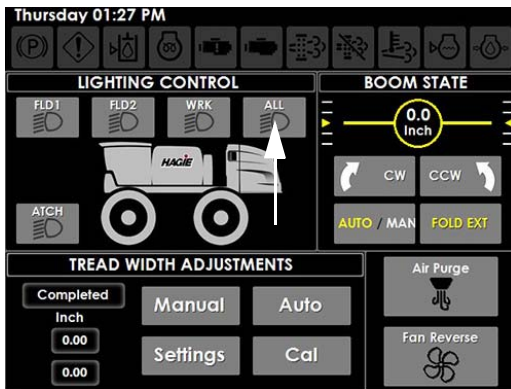 Thursday 01:27 PM
LIGHTING CONTROL
FLD1 FLD2 WRK ALL
HAGIE
ATCH
BOOM STATE
0.0
Inch
CW CCW
AUTO / MAN FOLD EXT
TREAD WIDTH ADJUSTMENTS
Completed
Inch
0.00
0.00
Manual Auto
Settings Cal
Air Purge
Fan Reverse